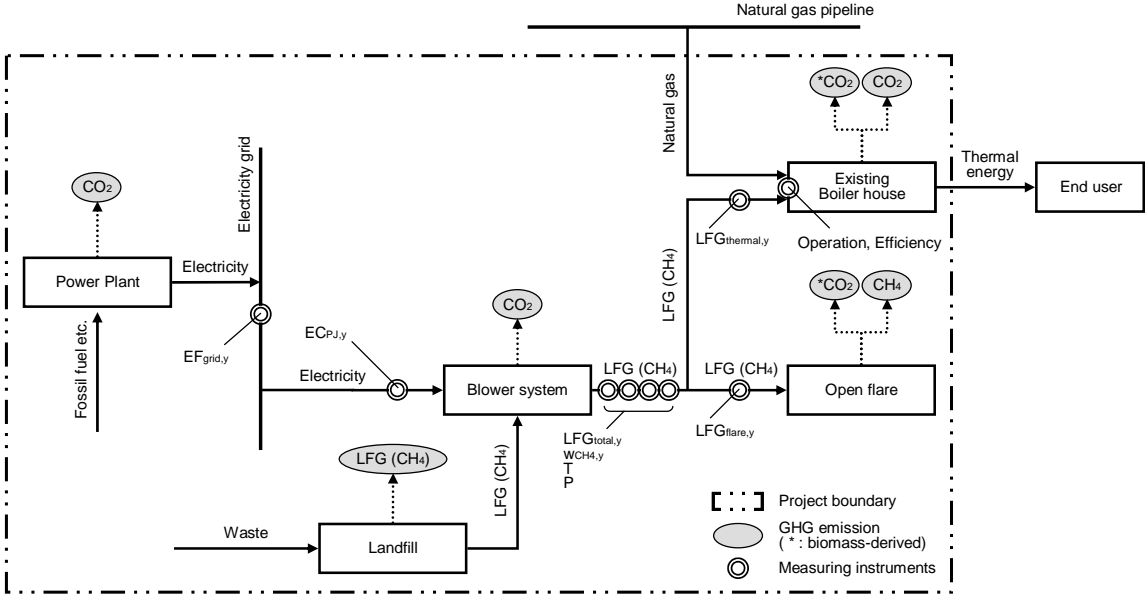 Natural gas pipeline
*CO₂
CO₂
Natural gas
Electricity grid
Thermal
energy
Existing
Boiler house
End user
CO₂
LFGthermal,y
Operation, Efficiency
Electricity
Power Plant
LFG (CH₄)
*CO₂
CH₄
CO₂
ECPJ,y
EFgrid,y
Fossil fuel etc.
Electricity
Blower system
LFG (CH₄)
LFG (CH₄)
Open flare
LFGtotal,y
wCH4,y
T
P
LFGflare,y
LFG (CH₄)
LFG (CH₄)
Waste
Landfill
Project boundary
GHG emission
( * : biomass-derived)
Measuring instruments